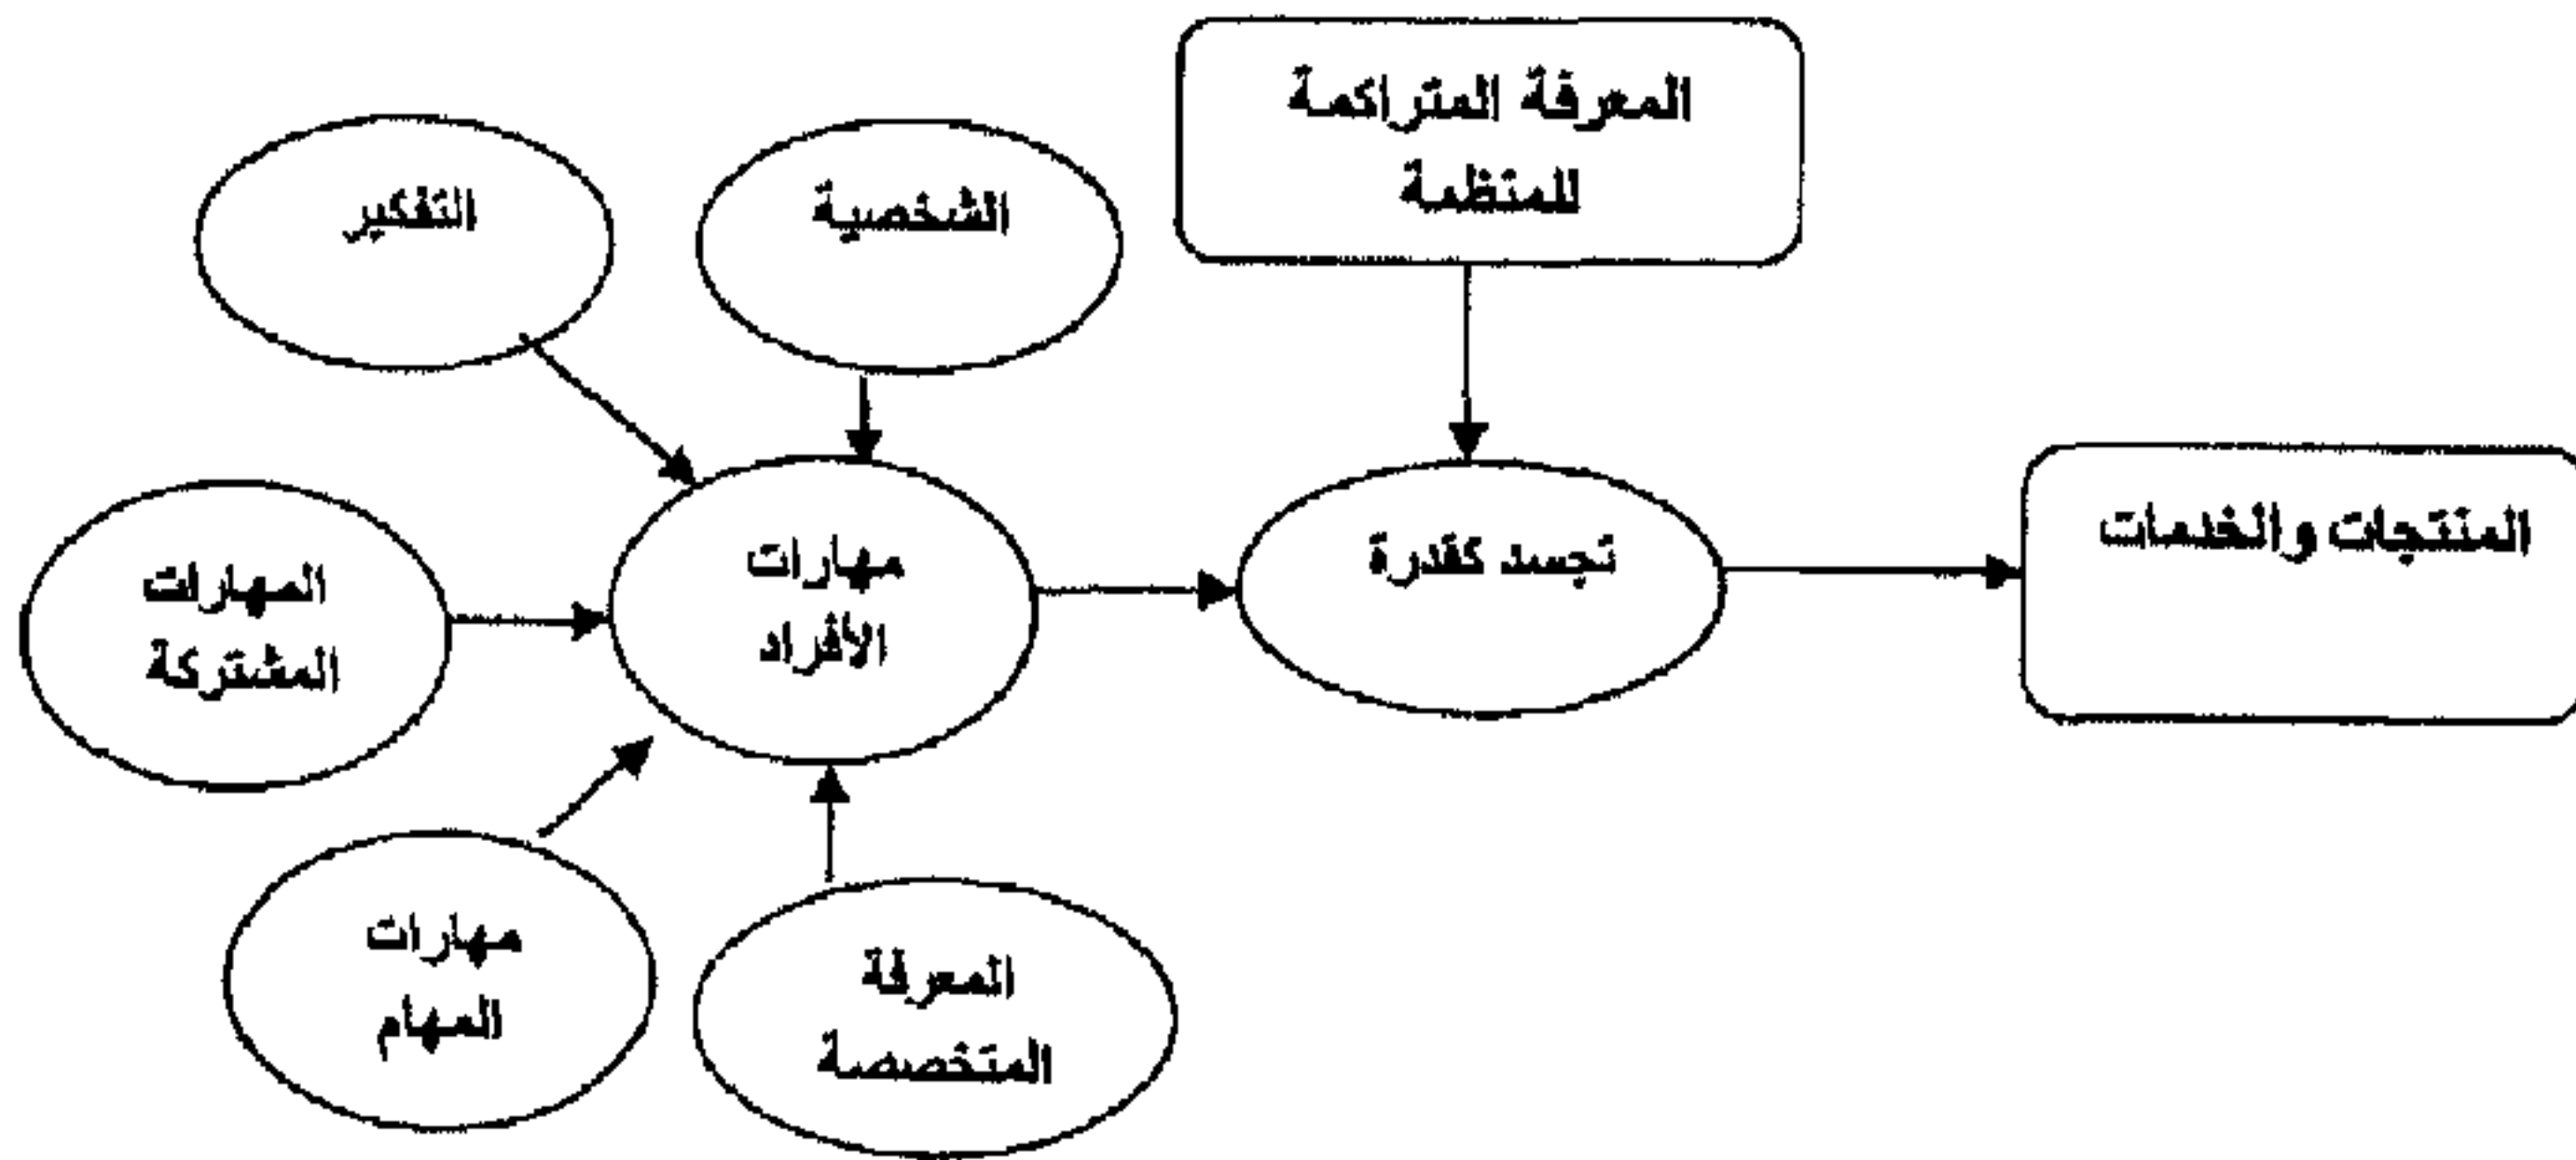 المعرفة المتراكمة
للمنظمة
الشخصية
التفكير
المنتجات والخدمات
تجسد كقدرة
مهارات
الأفراد
المهارات
المشتركة
المعرفة
المتخصصة
مهارات
المهام